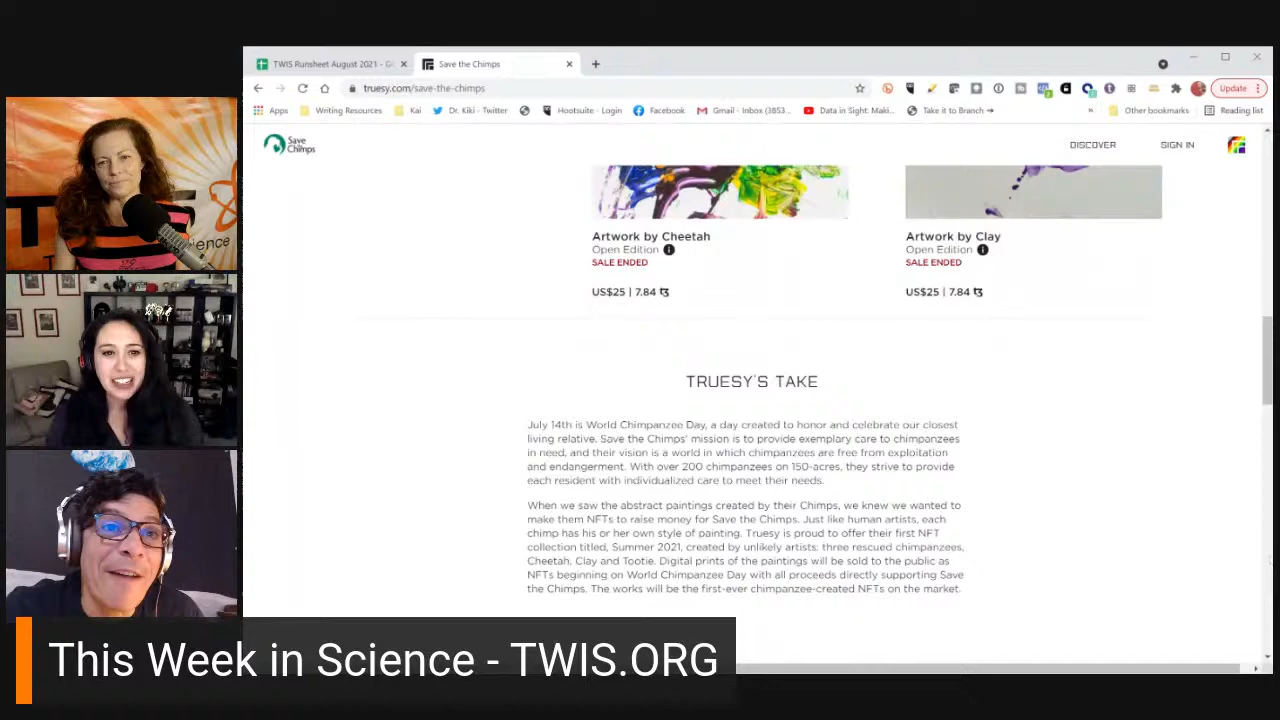 TWIS Runsheet August 2021 - G
Save the Chimps
truesy.com/save-the-chimps
Update
Apps
Writing Resources
Kai
Dr. Kiki - Twitter
Hootsuite - Login
Facebook
Gmail - Inbox (3853...
Data in Sight: Maki...
Take it to Branch →
»
Other bookmarks
Reading list
Save the Chimps
DISCOVER
SIGN IN
Artwork by Cheetah
Open Edition
SALE ENDED
US$25 | 7.84 ꜩ
Artwork by Clay
Open Edition
SALE ENDED
US$25 | 7.84 ꜩ
TRUESY'S TAKE
July 14th is World Chimpanzee Day, a day created to honor and celebrate our closest
living relative. Save the Chimps' mission is to provide exemplary care to chimpanzees
in need, and their vision is a world in which chimpanzees are free from exploitation
and endangerment. With over 200 chimpanzees on 150-acres, they strive to provide
each resident with individualized care to meet their needs.
When we saw the abstract paintings created by their Chimps, we knew we wanted to
make them NFTs to raise money for Save the Chimps. Just like human artists, each
chimp has his or her own style of painting. Truesy is proud to offer their first NFT
collection titled, Summer 2021, created by unlikely artists: three rescued chimpanzees,
Cheetah. Clay and Tootie. Digital prints of the paintings will be sold to the public as
NFTs beginning on World Chimpanzee Day with all proceeds directly supporting Save
the Chimps. The works will be the first-ever chimpanzee-created NFTs on the market.
This Week in Science - TWIS.ORG